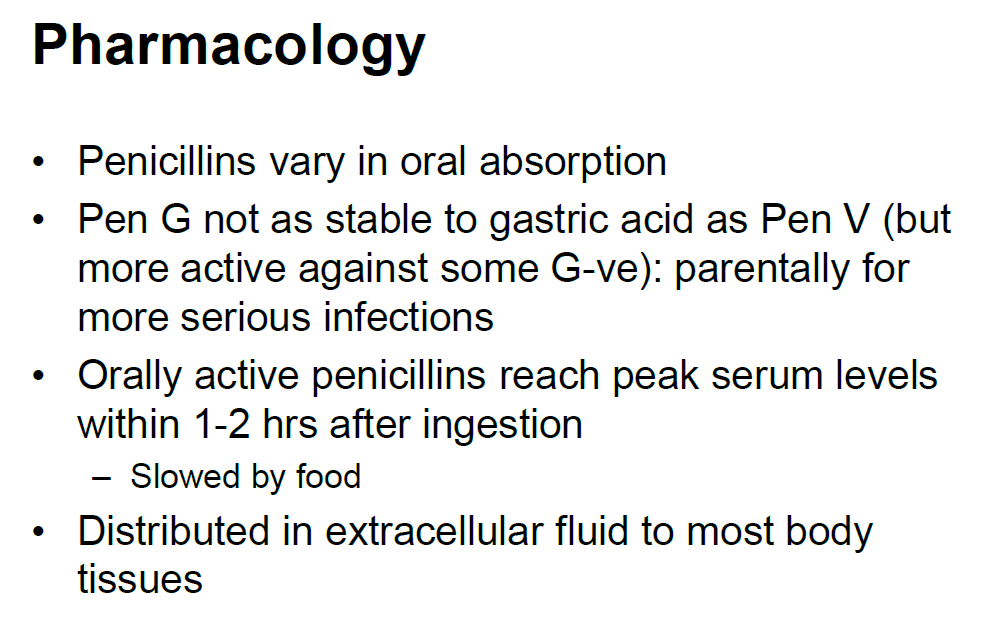 Pharmacology
• Penicillins vary in oral absorption
• Pen G not as stable to gastric acid as Pen V (but
more active against some G-ve): parentally for
more serious infections
• Orally active penicillins reach peak serum levels
within 1-2 hrs after ingestion
– Slowed by food
• Distributed in extracellular fluid to most body
tissues